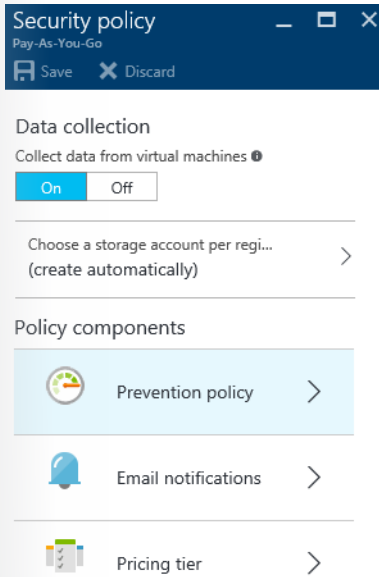 Security policy
Pay-As-You-Go
Save Discard
Data collection
Collect data from virtual machines
On Off
Choose a storage account per regi...
(create automatically)
Policy components
Prevention policy
Email notifications
Pricing tier